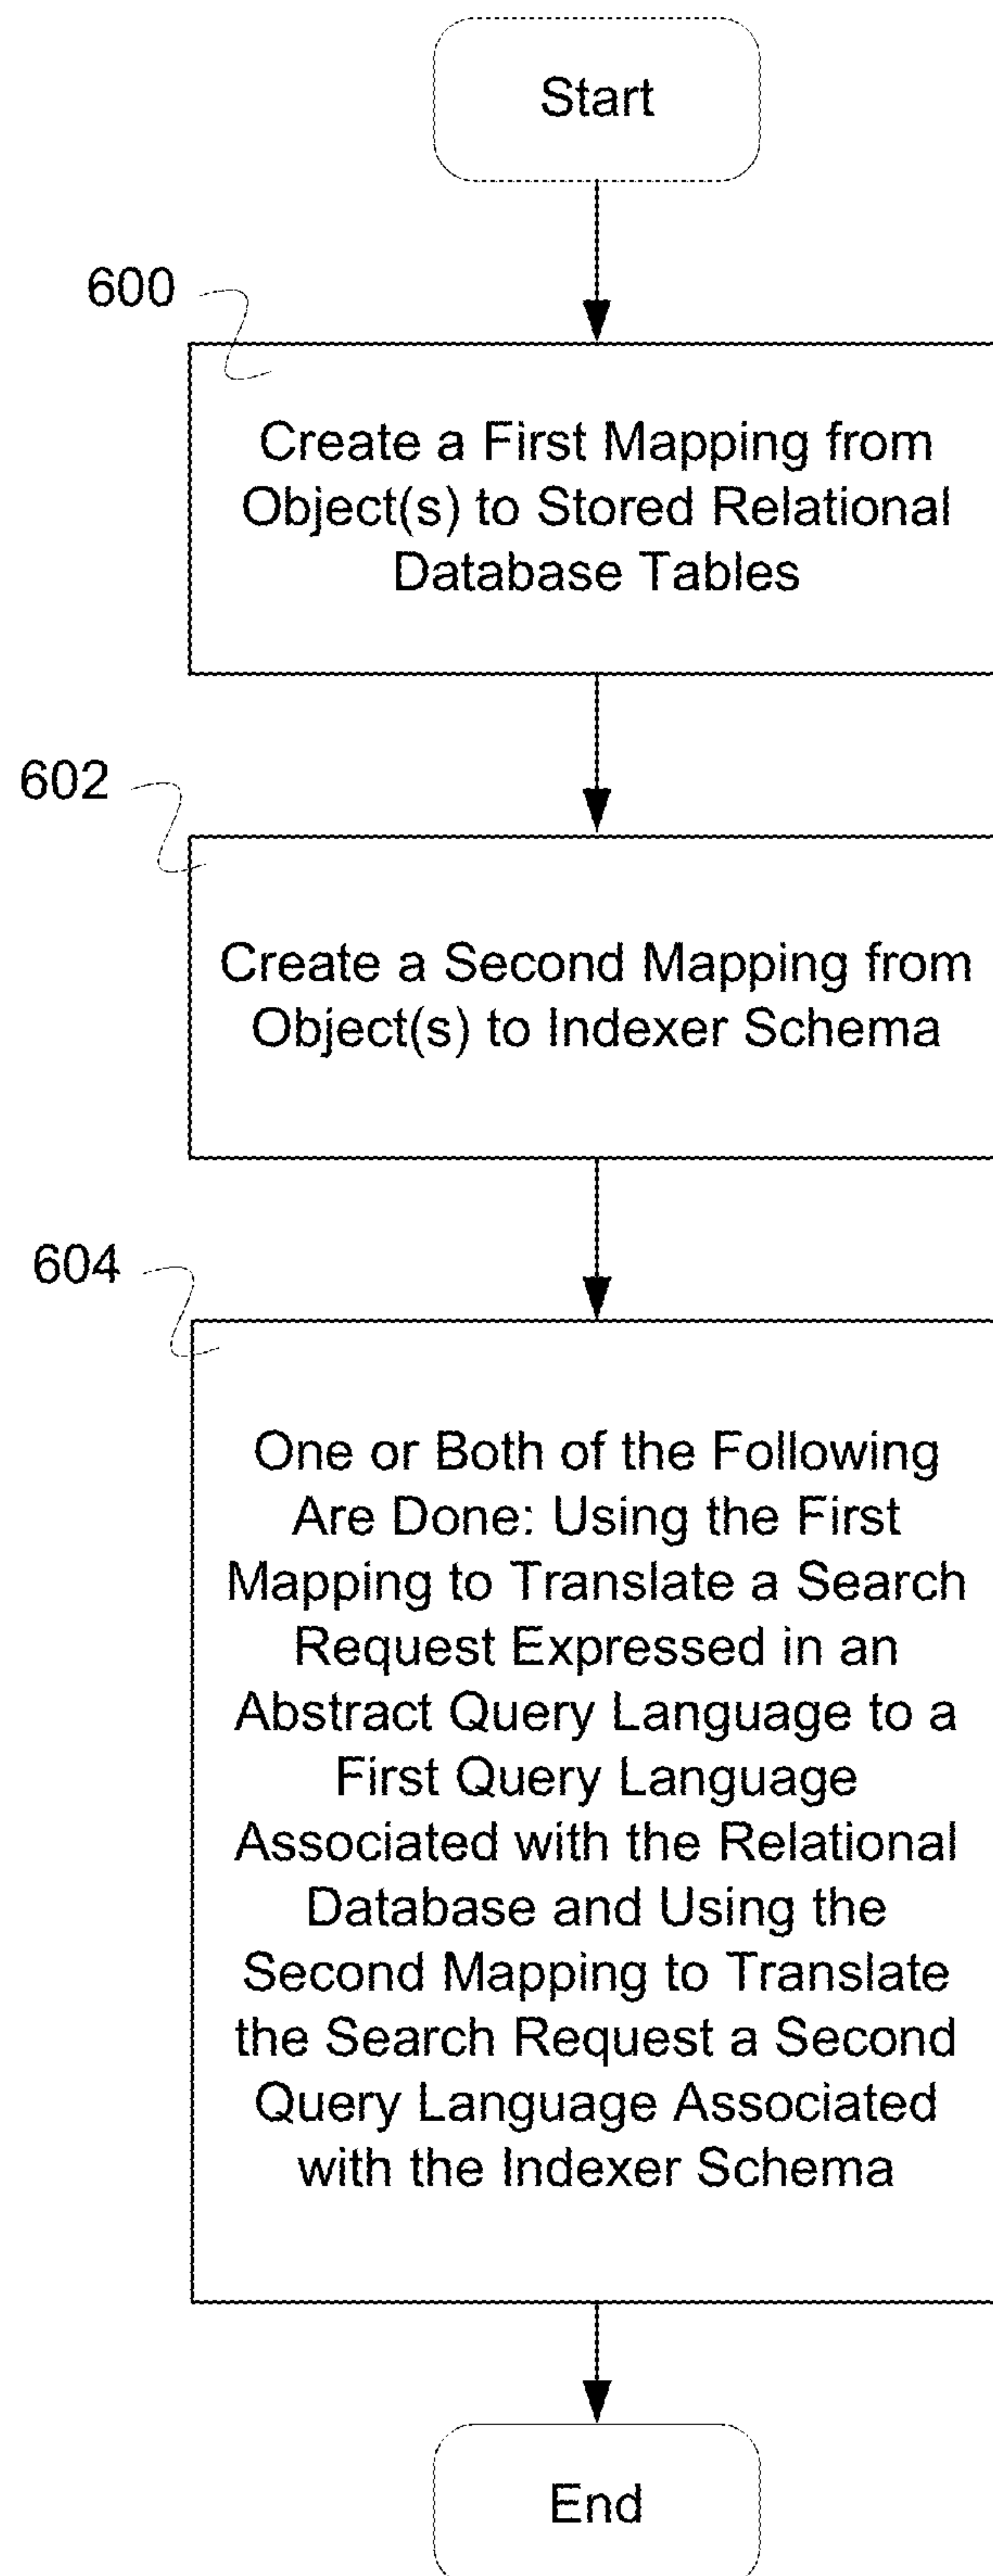 Start
600
Create a First Mapping from
Object(s) to Stored Relational
Database Tables
602
Create a Second Mapping from
Object(s) to Indexer Schema
604
One or Both of the Following
Are Done: Using the First
Mapping to Translate a Search
Request Expressed in an
Abstract Query Language to a
First Query Language
Associated with the Relational
Database and Using the
Second Mapping to Translate
the Search Request a Second
Query Language Associated
with the Indexer Schema
End